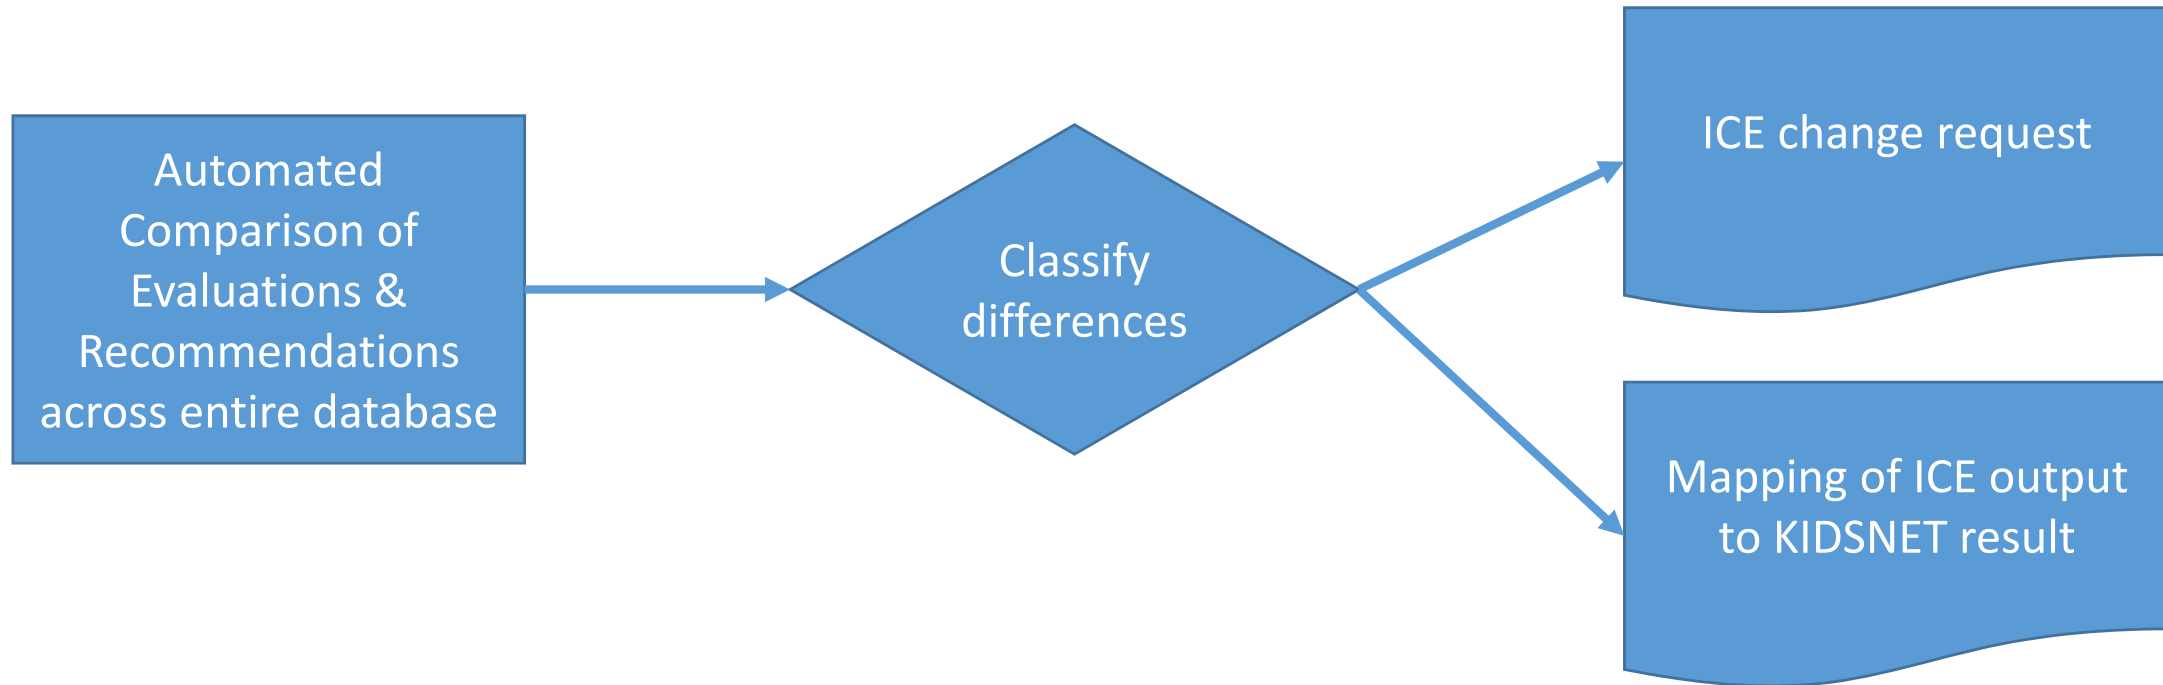 Automated
Comparison of
Evaluations &
Recommendations
across entire database
Classify
differences
ICE change request
Mapping of ICE output
to KIDSNET result